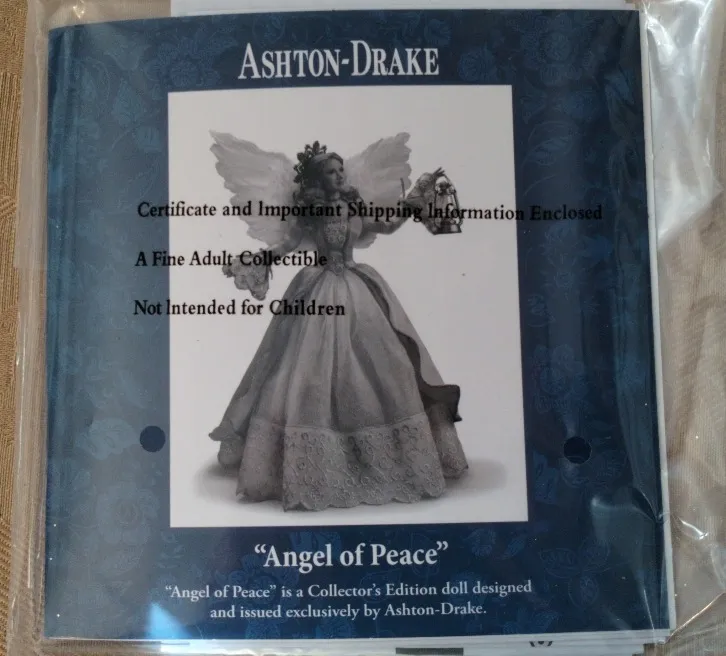 ASHTON-DRAKE
Certificate and Important Shipping Information Enclosed
A Fine Adult Collectible
Not Intended for Children
“Angel of Peace”
“Angel of Peace” is a Collector’s Edition doll designed
and issued exclusively by Ashton-Drake.